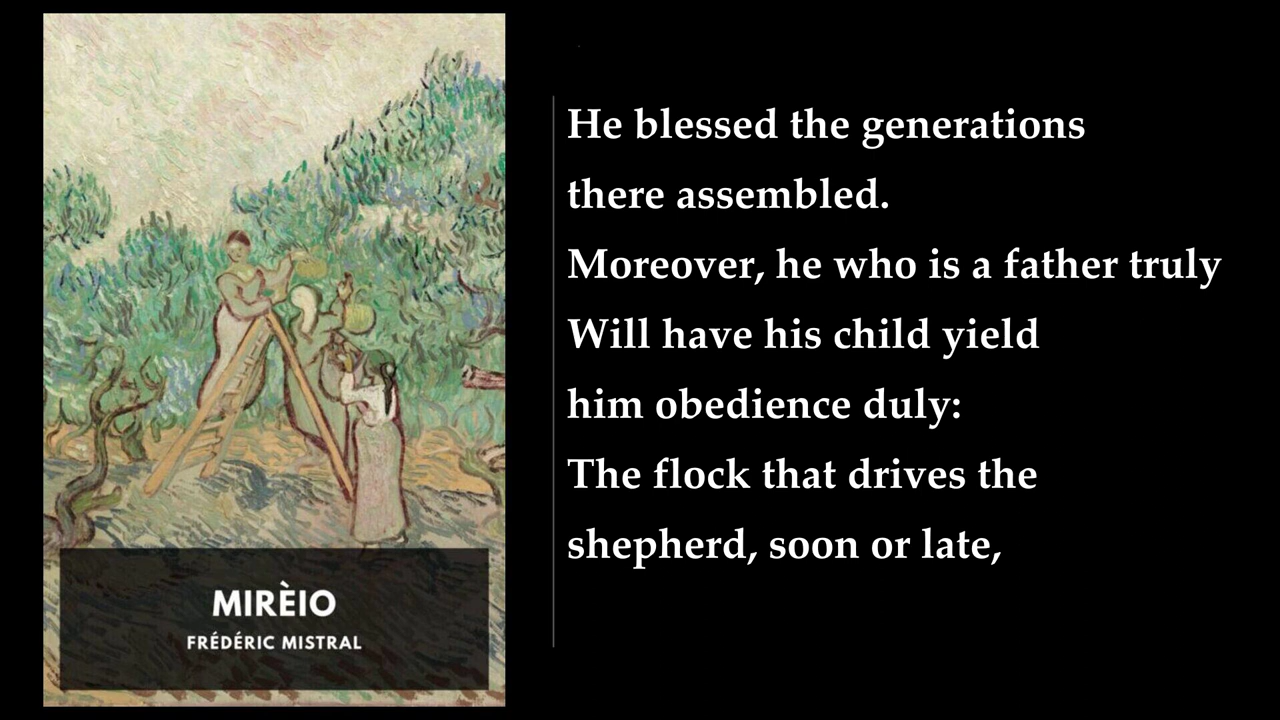 He blessed the generations
there assembled.
Moreover, he who is a father truly
Will have his child yield
him obedience duly:
The flock that drives the
shepherd, soon or late,
MIRÈIO
FRÉDÉRIC MISTRAL